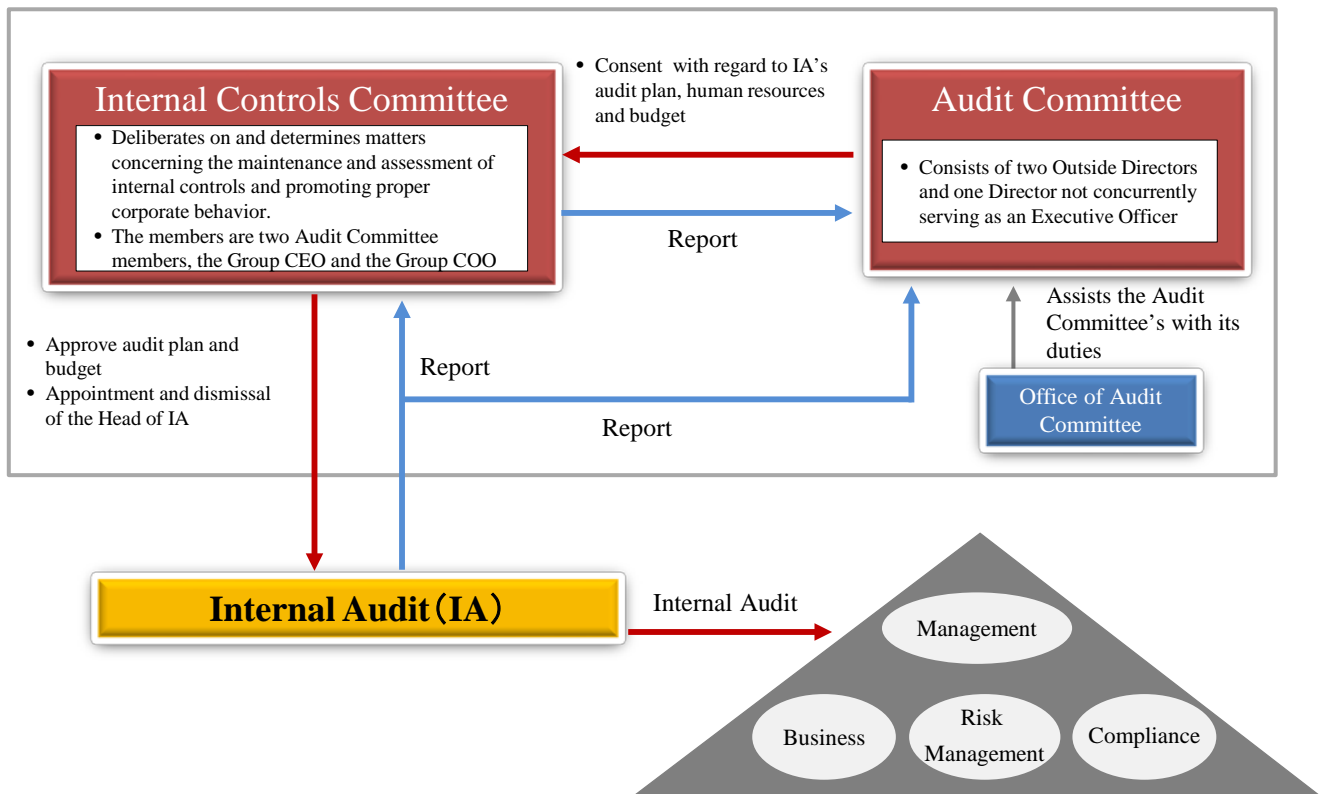 Internal Controls Committee
• Deliberates on and determines matters
concerning the maintenance and assessment of
internal controls and promoting proper
corporate behavior.
• The members are two Audit Committee
members, the Group CEO and the Group COO
• Consent with regard to IA's
audit plan, human resources
and budget
Report
Audit Committee
• Consists of two Outside Directors
and one Director not concurrently
serving as an Executive Officer
Assists the Audit
Committee's with its
duties
Office of Audit
Committee
• Approve audit plan and
budget
• Appointment and dismissal
of the Head of IA
Report
Report
Internal Audit（IA）
Internal Audit
Management
Business
Risk
Management
Compliance